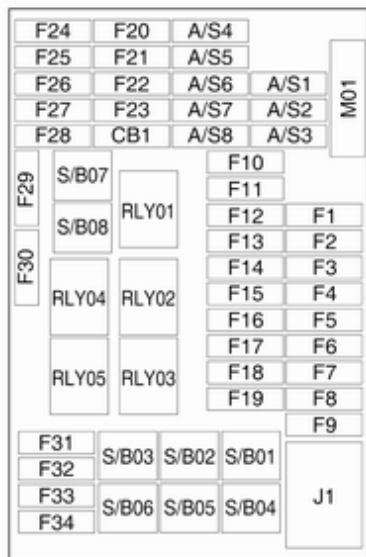 F24 F20 A/S4
F25 F21 A/S5
F26 F22 A/S6 A/S1
F27 F23 A/S7 A/S2
F28 CB1 A/S8 A/S3
M01
F29
S/B07
RLY01
F10
F11
S/B08
F12 F1
F30
F13 F2
RLY04 RLY02
F14 F3
F15 F4
F16 F5
RLY05 RLY03
F17 F6
F18 F7
F19 F8
F9
F31
S/B03 S/B02 S/B01
F32
F33
S/B06 S/B05 S/B04
F34
J1